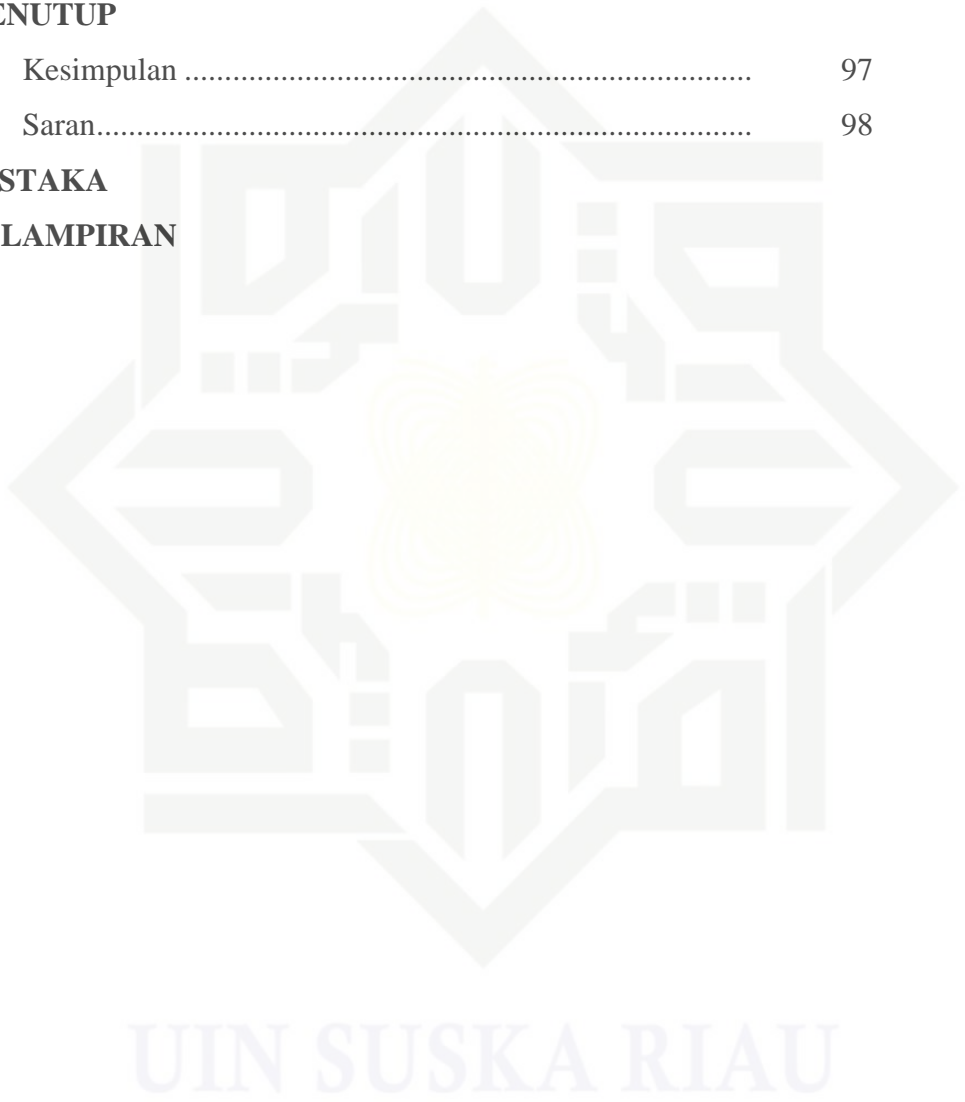 ENUTUP
Kesimpulan ..................................................................... 97
Saran................................................................................ 98
STAKA
LAMPIRAN
UIN SUSKA RIAU